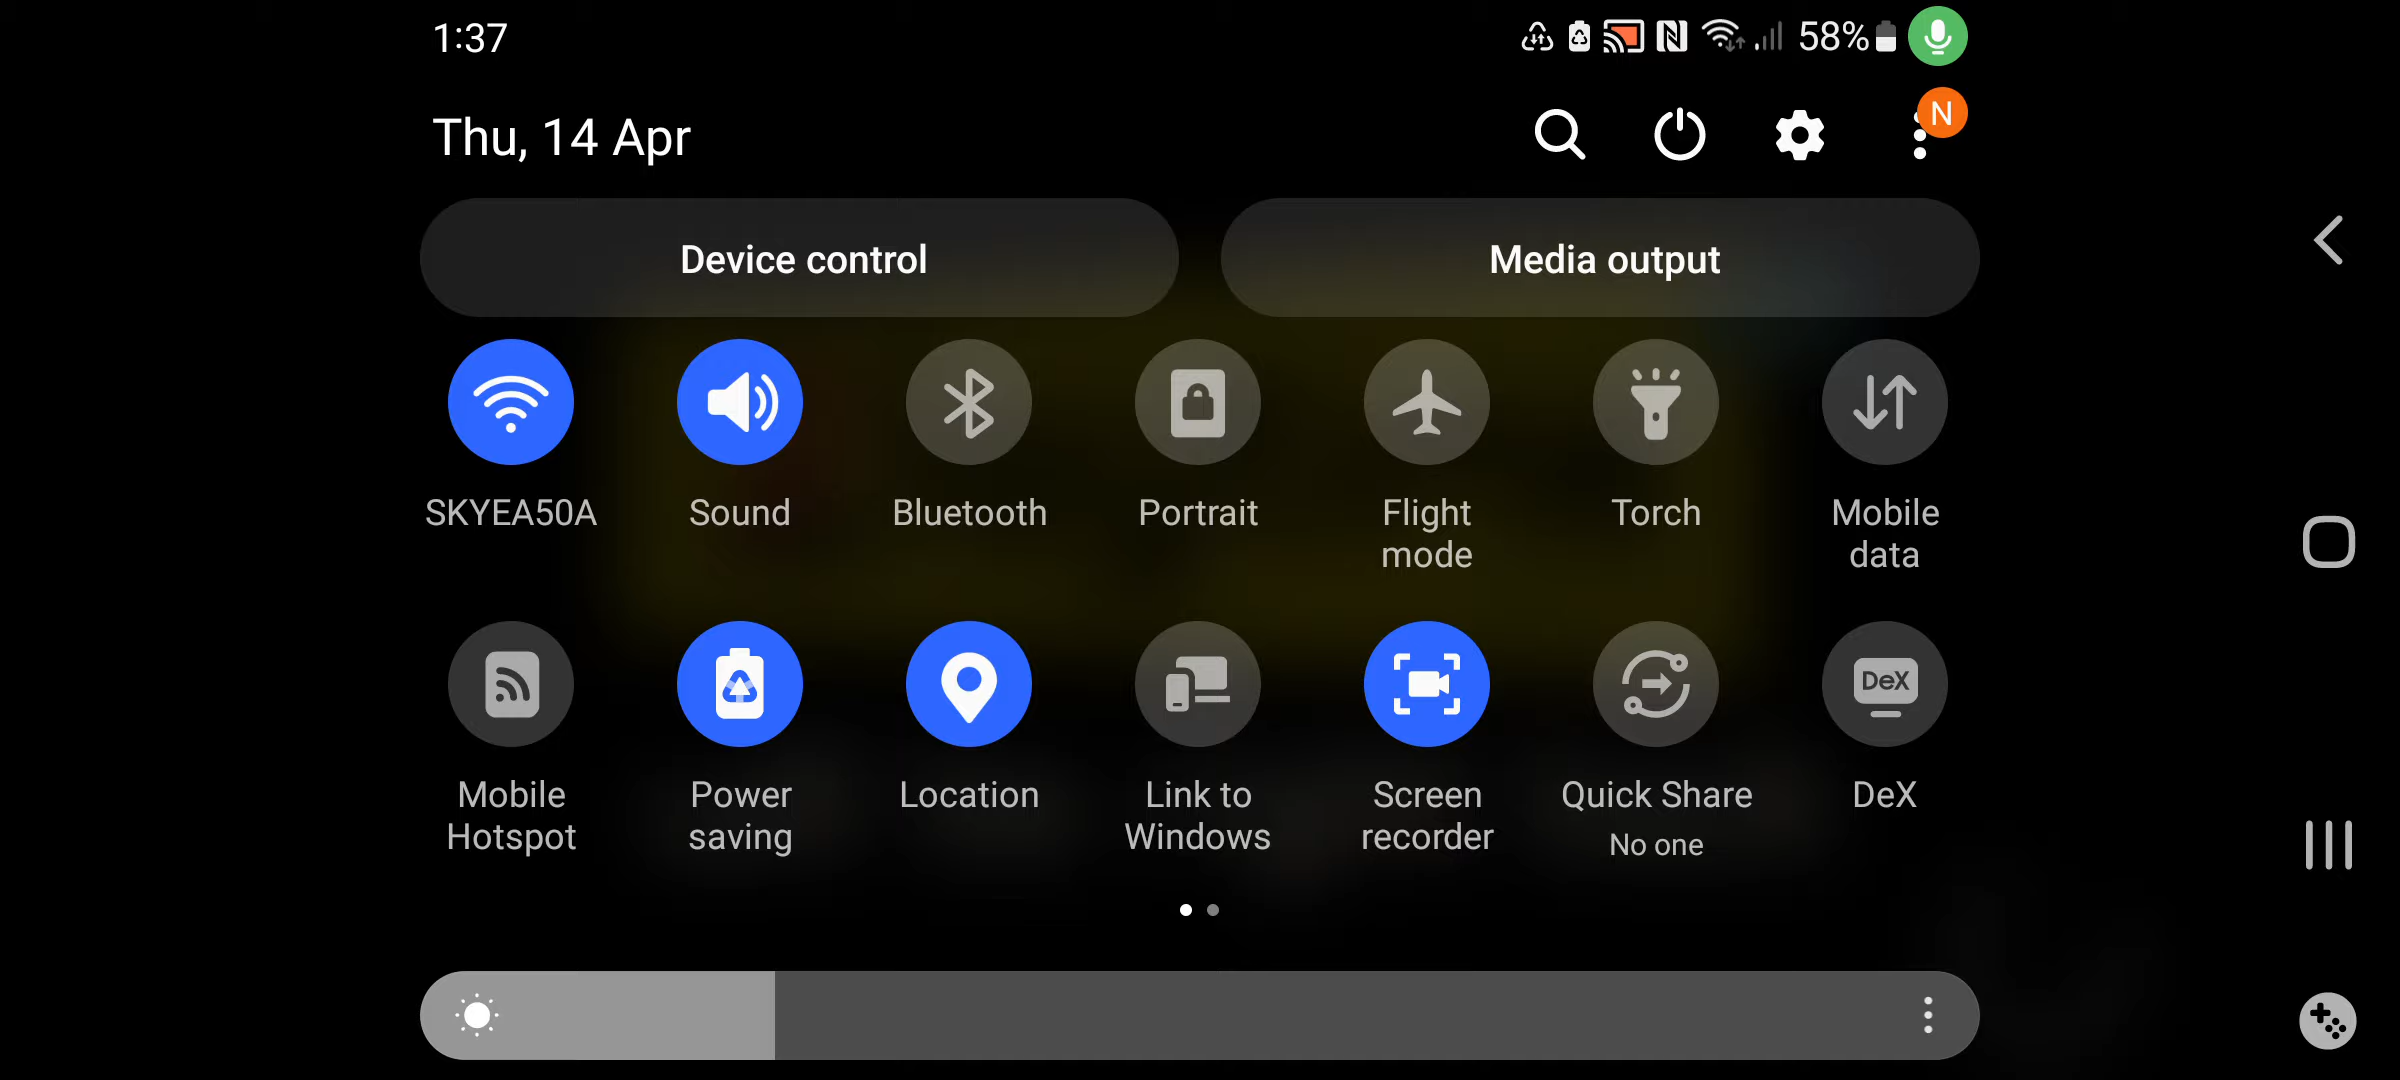 1:37
58%
Thu, 14 Apr
N
Device control
Media output
SKYEA50A
Sound
Bluetooth
Portrait
Flight
mode
Torch
Mobile
data
Mobile
Hotspot
Power
saving
Location
Link to
Windows
Screen
recorder
Quick Share
No one
DeX
DeX